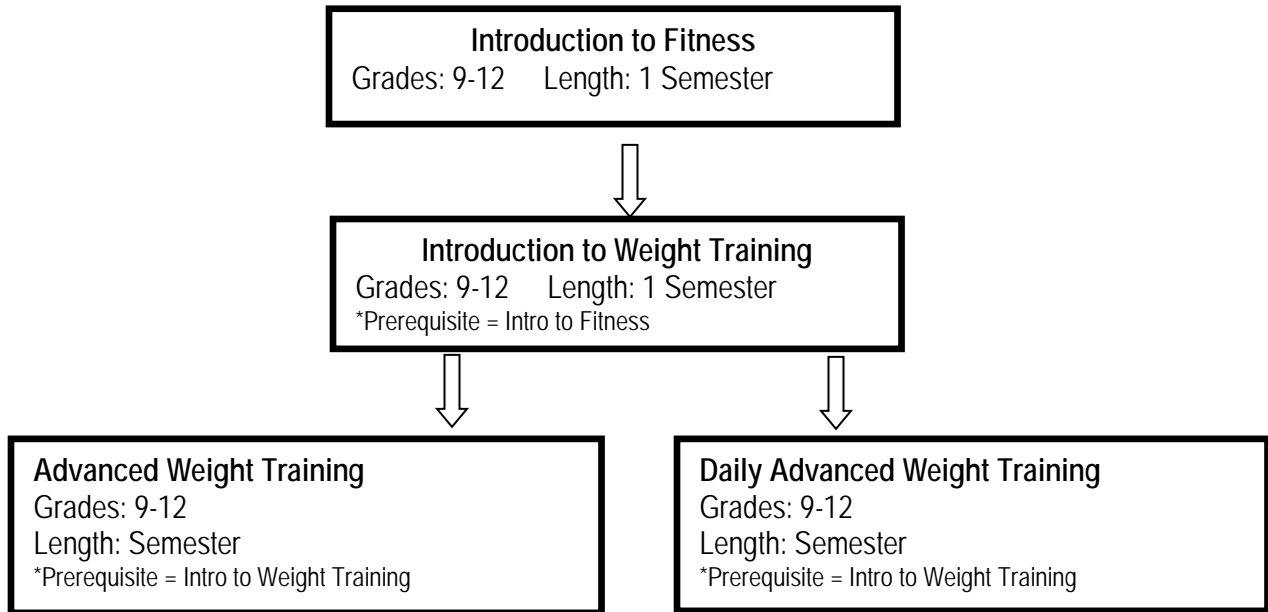 Introduction to Fitness
Grades: 9-12 Length: 1 Semester
Introduction to Weight Training
Grades: 9-12 Length: 1 Semester
*Prerequisite = Intro to Fitness
Advanced Weight Training
Grades: 9-12
Length: Semester
*Prerequisite = Intro to Weight Training
Daily Advanced Weight Training
Grades: 9-12
Length: Semester
*Prerequisite = Intro to Weight Training